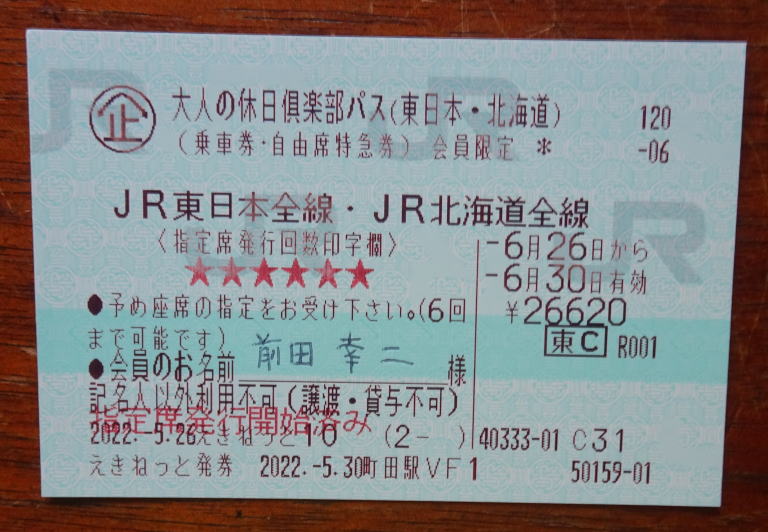 企 大人の休日倶楽部パス(東日本・北海道) 120
(乗車券・自由席特急券) 会員限定 * -06
JR東日本全線・JR北海道全線
〈指定席発行回数印字欄〉 -6月26日から
★★★★★★ -6月30日有効
●予め座席の指定をお受け下さい。(6回 ¥26620
まで可能です) 東C R001
●会員のお名前 前田 幸二 様
記名人以外利用不可(譲渡・貸与不可)
指定席発行開始済み
2022.-5.26えきねっと10 (2- ) 40333-01 C31
えきねっと発券 2022.-5.30町田駅VF1 50159-01